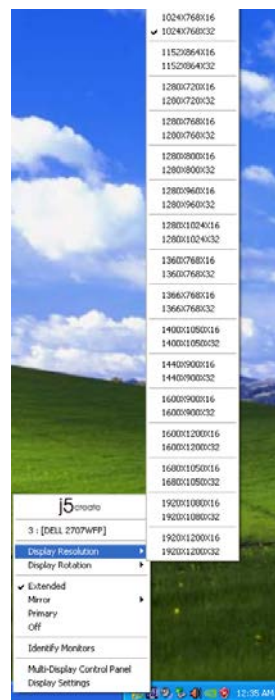 1024X768X16
1024X768X32
1152X864X16
1152X864X32
1280X720X16
1280X720X32
1280X768X16
1280X768X32
1280X800X16
1280X800X32
1280X960X16
1280X960X32
1280X1024X16
1280X1024X32
1360X768X16
1360X768X32
1366X768X16
1366X768X32
1400X1050X16
1400X1050X32
1440X900X16
1440X900X32
1600X900X16
1600X900X32
1600X1200X16
1600X1200X32
1680X1050X16
1680X1050X32
1920X1080X16
1920X1080X32
1920X1200X16
1920X1200X32
j5create
3 : [DELL 2707WFP]
Display Resolution
Display Rotation
Extended
Mirror
Primary
Off
Identify Monitors
Multi-Display Control Panel
Display Settings
12:35 AM